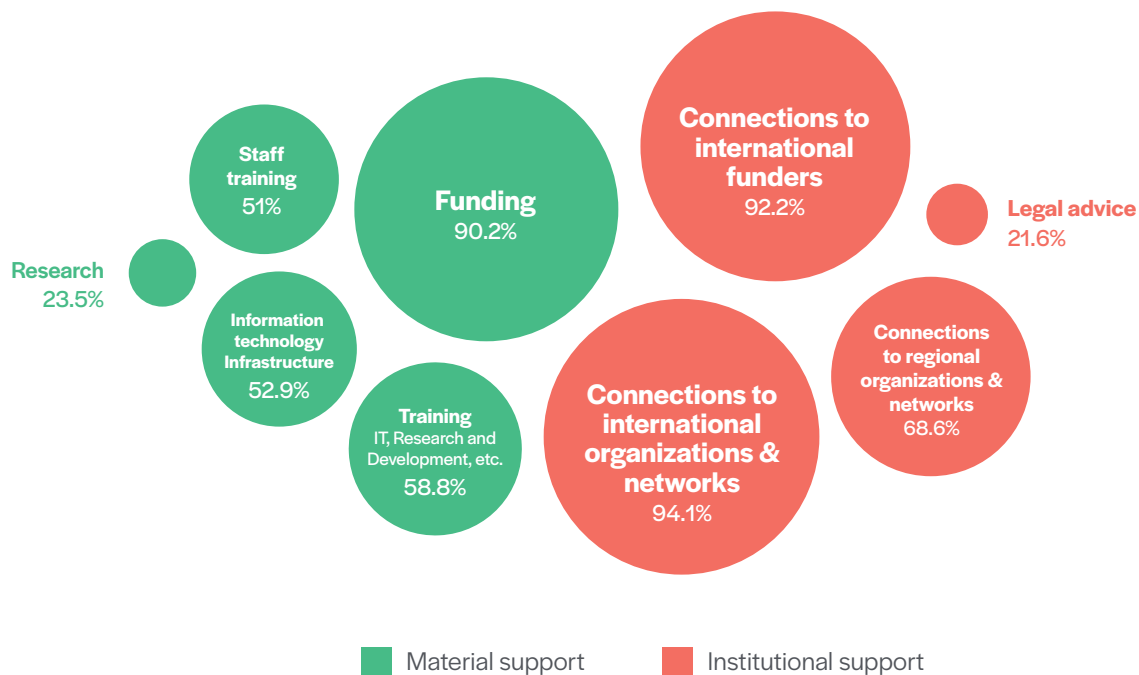 Staff
training
51%
Research
23.5%
Information
technology
Infrastructure
52.9%
Funding
90.2%
Training
IT, Research and
Development, etc.
58.8%
Connections to
international
funders
92.2%
Legal advice
21.6%
Connections to
international
organizations &
networks
94.1%
Connections
to regional
organizations &
networks
68.6%
Material support
Institutional support